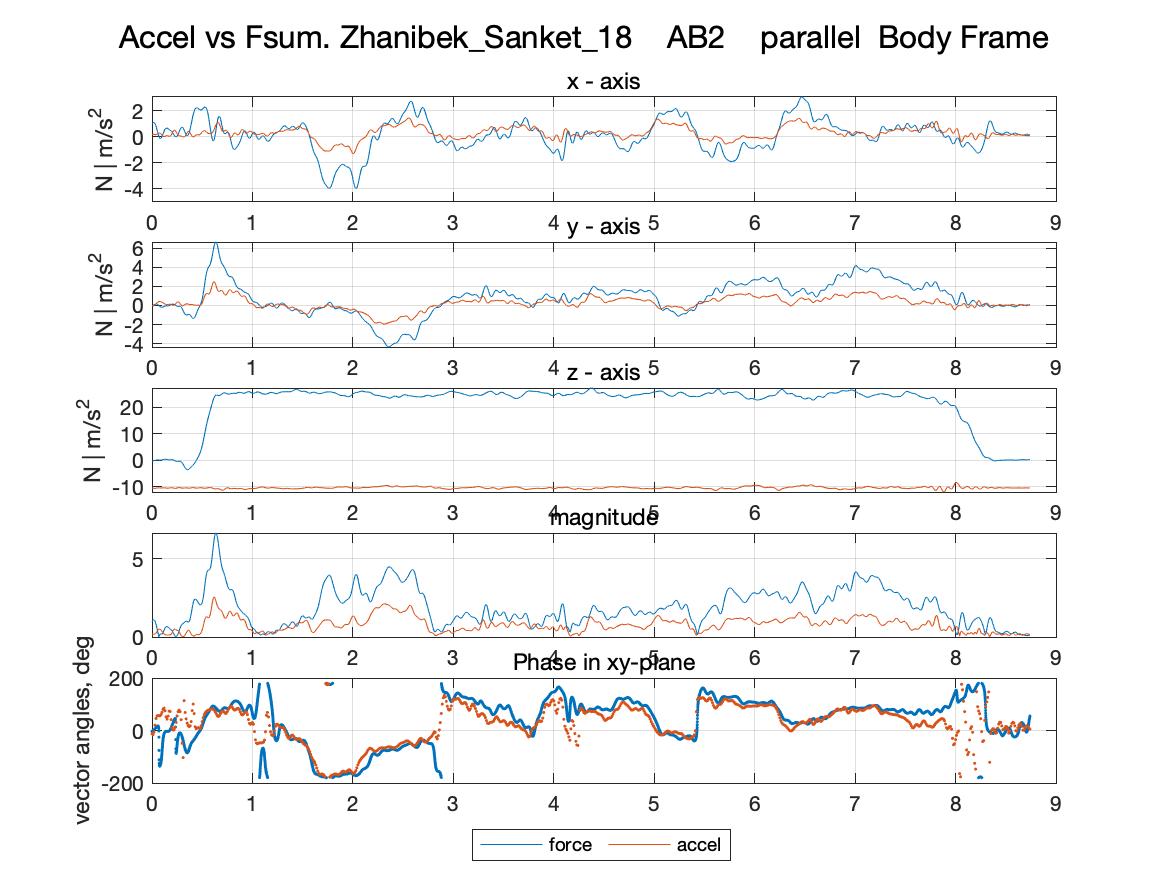 Accel vs Fsum. Zhanibek_Sanket_18 AB2 parallel Body Frame
x - axis
N | m/s2
2
0
-2
-4
0 1 2 3 4 5 6 7 8 9
y - axis
N | m/s2
6
4
2
0
-2
-4
0 1 2 3 4 5 6 7 8 9
z - axis
N | m/s2
20
10
0
-10
0 1 2 3 4 5 6 7 8 9
magnitude
5
0
0 1 2 3 4 5 6 7 8 9
Phase in xy-plane
vector angles, deg
200
0
-200
0 1 2 3 4 5 6 7 8 9
force accel